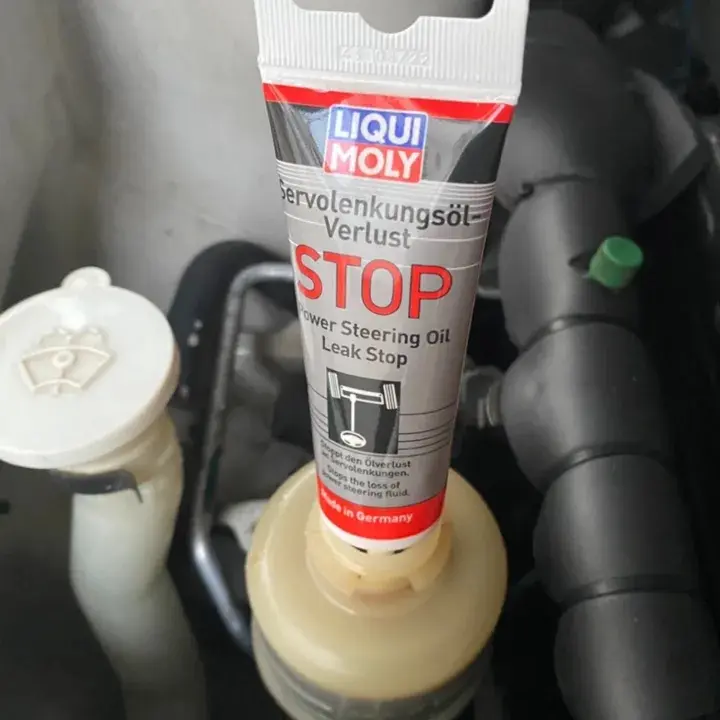 LIQUI
MOLY
Servolenkungsöl-
Verlust
STOP
Power Steering Oil
Leak Stop
Stoppt den Ölverlust
bei Servolenkungen.
Stops the loss of
power steering fluid.
Made in Germany